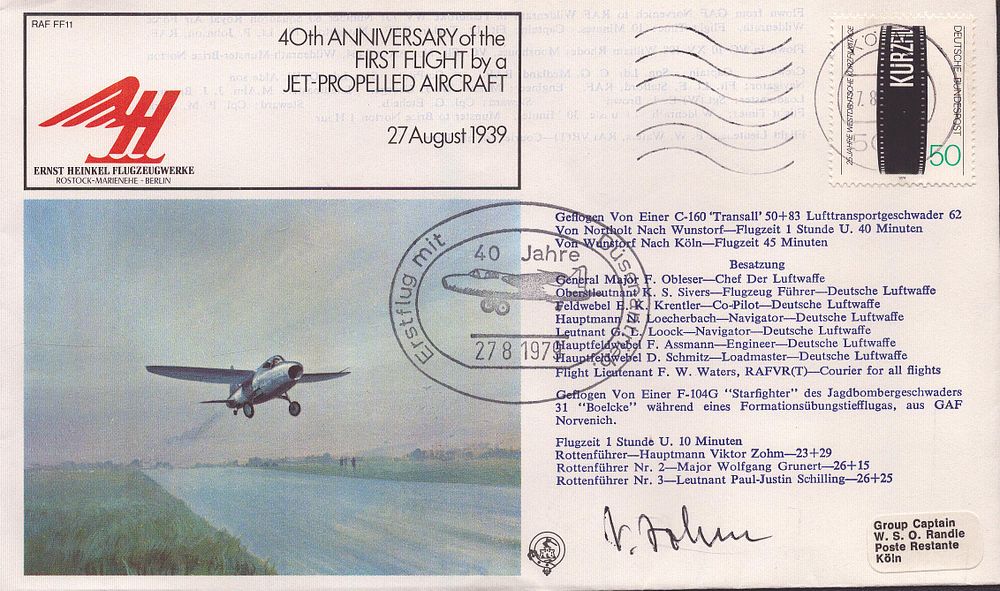 RAF FF11
40th ANNIVERSARY of the
FIRST FLIGHT by a
JET-PROPELLED AIRCRAFT
27 August 1939
ERNST HEINKEL FLUGZEUGWERKE
ROSTOCK-MARIENEHE - BERLIN
25 JAHRE WESTDEUTSCHE KURZFILMTAGE
KURZFILM
DEUTSCHE BUNDESPOST
50
Erstflug mit Düsenantrieb
40 Jahre
27 8 1979
Geflogen Von Einer C-160 'Transall' 50+83 Lufttransportgeschwader 62
Von Northolt Nach Wunstorf—Flugzeit 1 Stunde U. 40 Minuten
Von Wunstorf Nach Köln—Flugzeit 45 Minuten
Besatzung
General Major F. Obleser—Chef Der Luftwaffe
Oberstleutnant K. S. Sivers—Flugzeug Führer—Deutsche Luftwaffe
Feldwebel E. K. Krentler—Co-Pilot—Deutsche Luftwaffe
Hauptmann N. Loecherbach—Navigator—Deutsche Luftwaffe
Leutnant G. L. Loock—Navigator—Deutsche Luftwaffe
Hauptfeldwebel F. Assmann—Engineer—Deutsche Luftwaffe
Hauptfeldwebel D. Schmitz—Loadmaster—Deutsche Luftwaffe
Flight Lieutenant F. W. Waters, RAFVR(T)—Courier for all flights
Geflogen Von Einer F-104G "Starfighter" des Jagdbombergeschwaders
31 "Boelcke" während eines Formationsübungstiefflugas, aus GAF
Norvenich.
Flugzeit 1 Stunde U. 10 Minuten
Rottenführer—Hauptmann Viktor Zohm—23+29
Rottenführer Nr. 2—Major Wolfgang Grunert—26+15
Rottenführer Nr. 3—Leutnant Paul-Justin Schilling—26+25
V. Zohm
Group Captain
W. S. O. Randle
Poste Restante
Köln